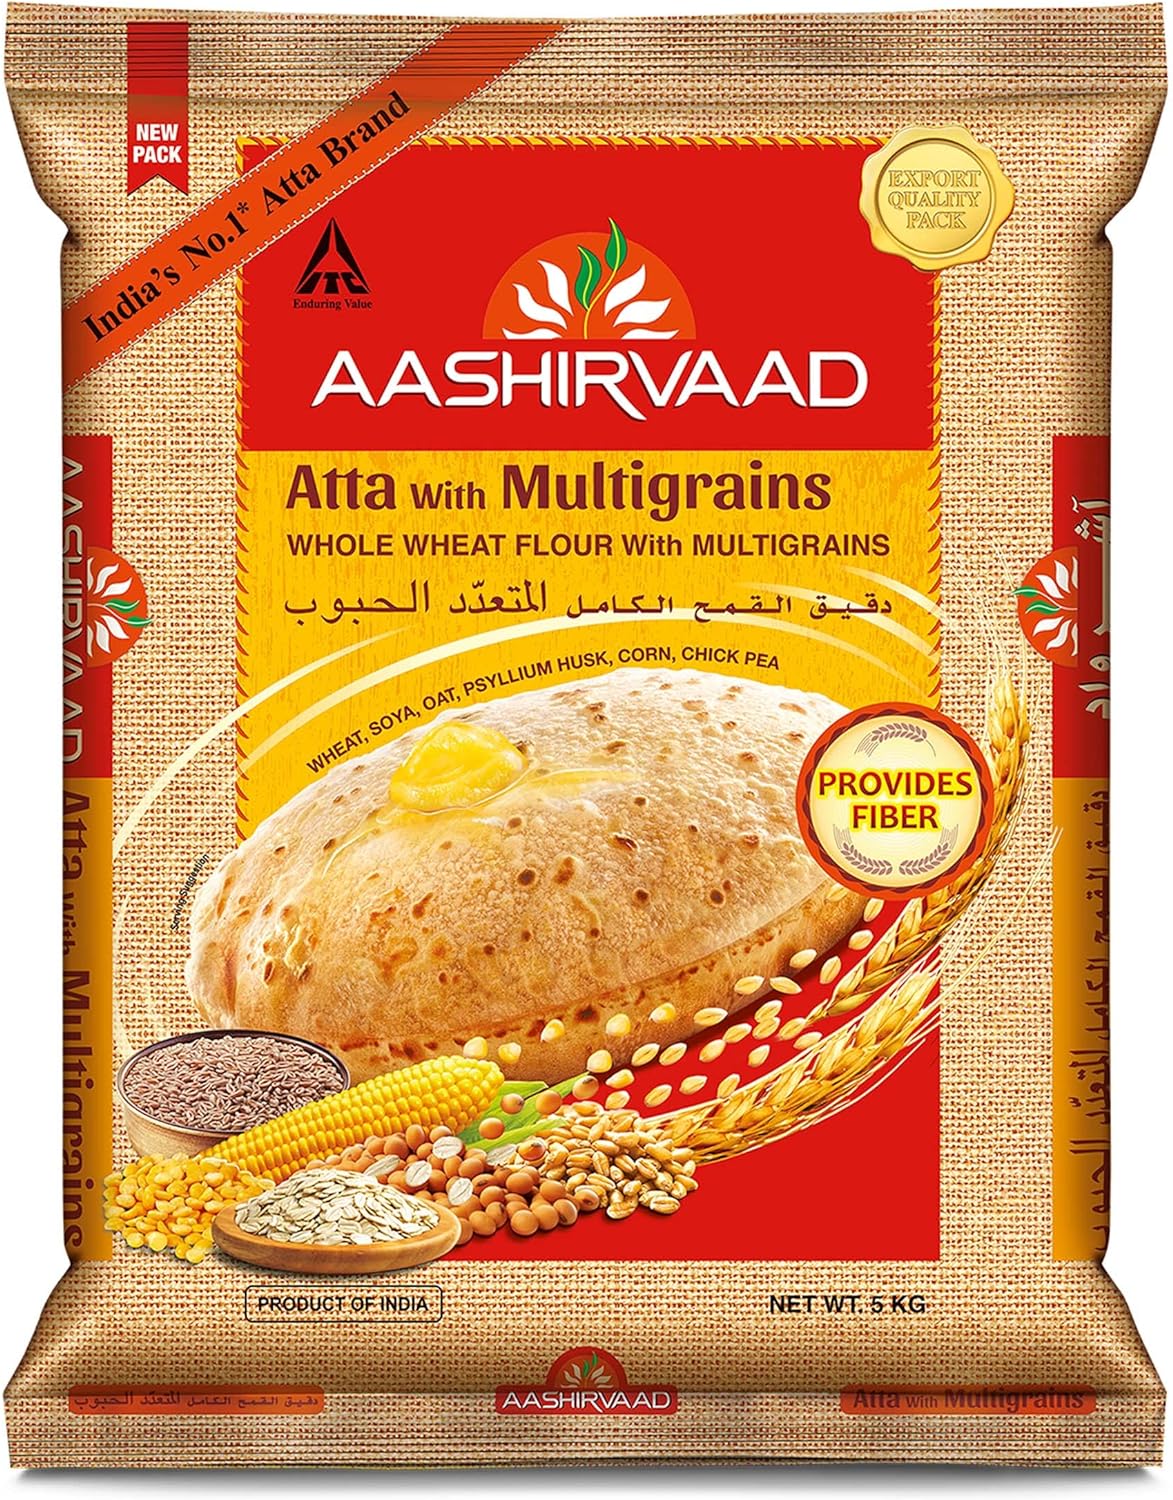 NEW
PACK
India's No.1* Atta Brand
EXPORT
QUALITY
PACK
ITC
Enduring Value
AASHIRVAAD
Atta With Multigrains
WHOLE WHEAT FLOUR With MULTIGRAINS
دقيق القمح الكامل المتعدّد الحبوب
WHEAT, SOYA, OAT, PSYLLIUM HUSK, CORN, CHICK PEA
PROVIDES
FIBER
Serving Suggestion
AASHIRVAAD
Atta With Multigrains
دقيق القمح الكامل المتعدّد الحبوب
PRODUCT OF INDIA
NET WT. 5 KG
دقيق القمح الكامل المتعدّد الحبوب
AASHIRVAAD
Atta With Multigrains